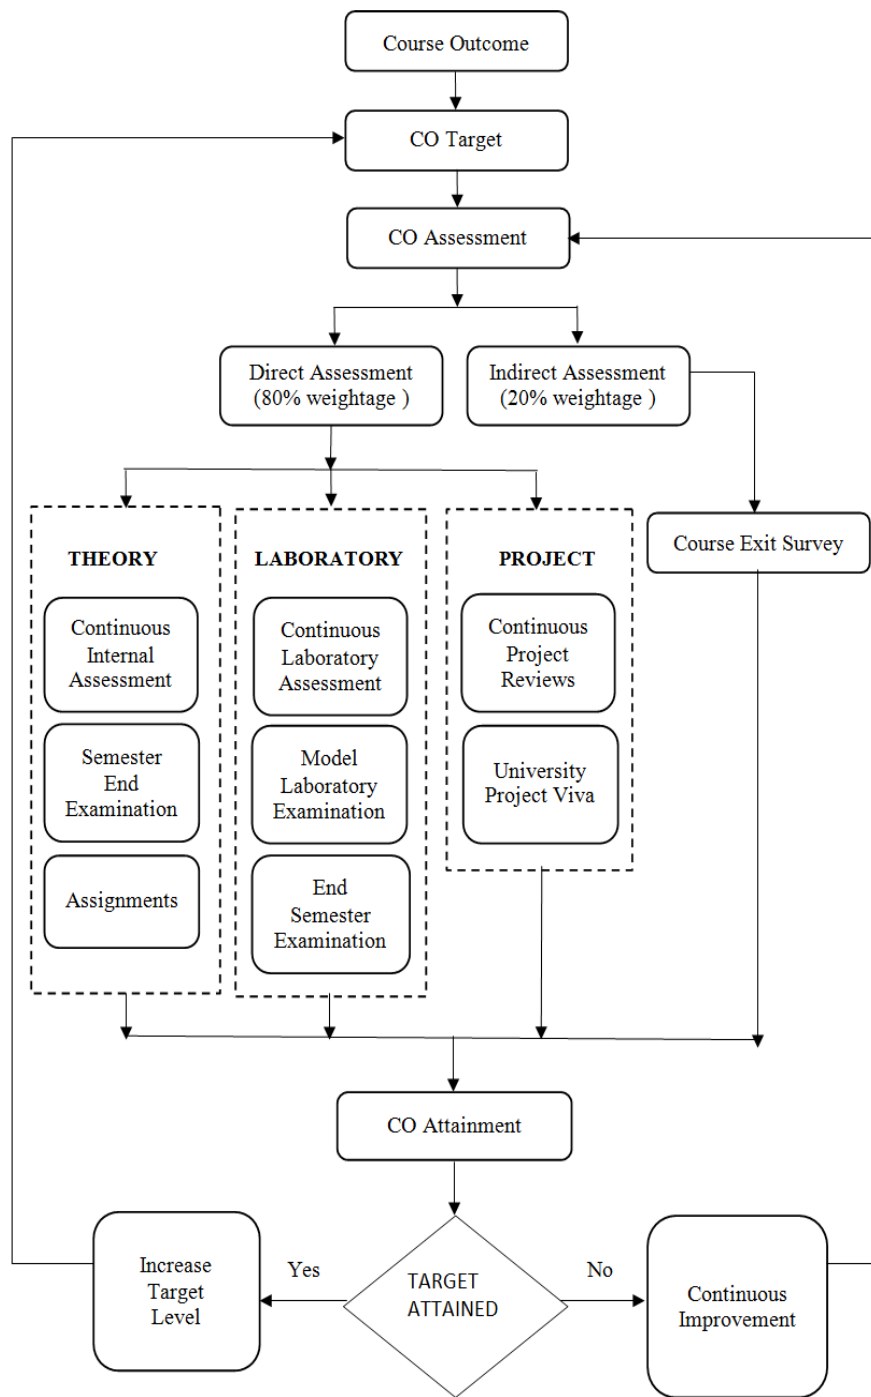 Course Outcome
CO Target
CO Assessment
Direct Assessment
(80% weightage )
Indirect Assessment
(20% weightage )
THEORY
Continuous
Internal
Assessment
Semester
End
Examination
Assignments
LABORATORY
Continuous
Laboratory
Assessment
Model
Laboratory
Examination
End
Semester
Examination
PROJECT
Continuous
Project
Reviews
University
Project Viva
Course Exit Survey
CO Attainment
TARGET
ATTAINED
Yes
Increase
Target
Level
No
Continuous
Improvement